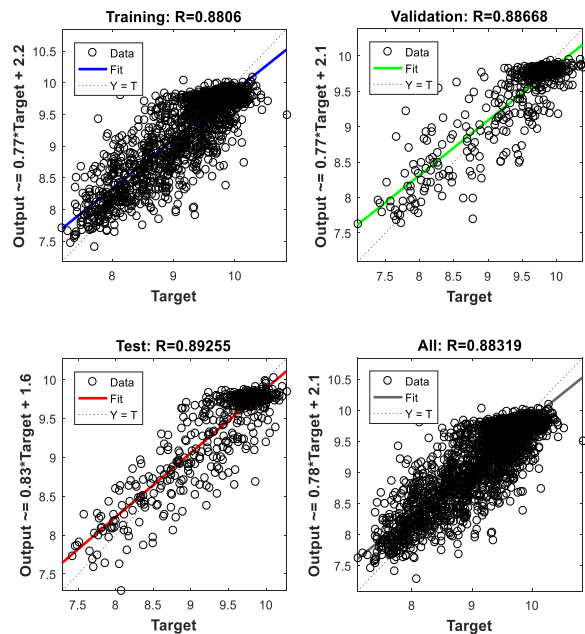 Training: R=0.8806
Output ~= 0.77*Target + 2.2
10.5
10
9.5
9
8.5
8
7.5
Data
Fit
Y = T
8
9
10
Target
Validation: R=0.88668
Output ~= 0.77*Target + 2.1
10
9.5
9
8.5
8
7.5
Data
Fit
Y = T
7.5
8
8.5
9
9.5
10
Target
Test: R=0.89255
Output ~= 0.83*Target + 1.6
10
9.5
9
8.5
8
7.5
Data
Fit
Y = T
7.5
8
8.5
9
9.5
10
Target
All: R=0.88319
Output ~= 0.78*Target + 2.1
10.5
10
9.5
9
8.5
8
7.5
Data
Fit
Y = T
8
9
10
Target